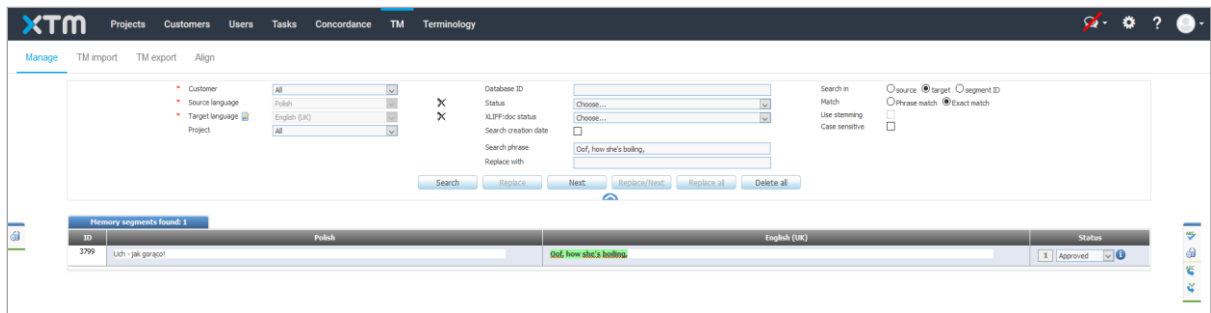 XTM Projects Customers Users Tasks Concordance TM Terminology ?
Manage TM import TM export Align
* Customer All
* Source language Polish
* Target language English (UK)
Project All
Database ID
Status Choose...
XLIFF:doc status Choose...
Search creation date
Search phrase Oof, how she's boiling,
Replace with
Search in source target segment ID
Match Phrase match Exact match
Use stemming
Case sensitive
Search Replace Next Replace/Next Replace all Delete all
Memory segments found: 1
ID Polish English (UK) Status
3799 Uch - jak gorąco! Oof, how she's boiling, 1 Approved